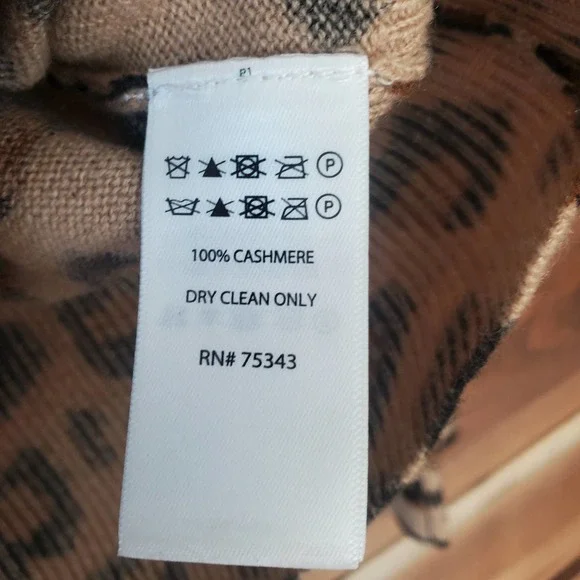 P1
P
P
100% CASHMERE
DRY CLEAN ONLY
RN# 75343